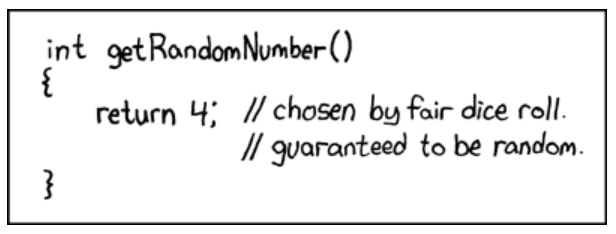 int getRandomNumber()
{
return 4; // chosen by fair dice roll.
// guaranteed to be random.
}